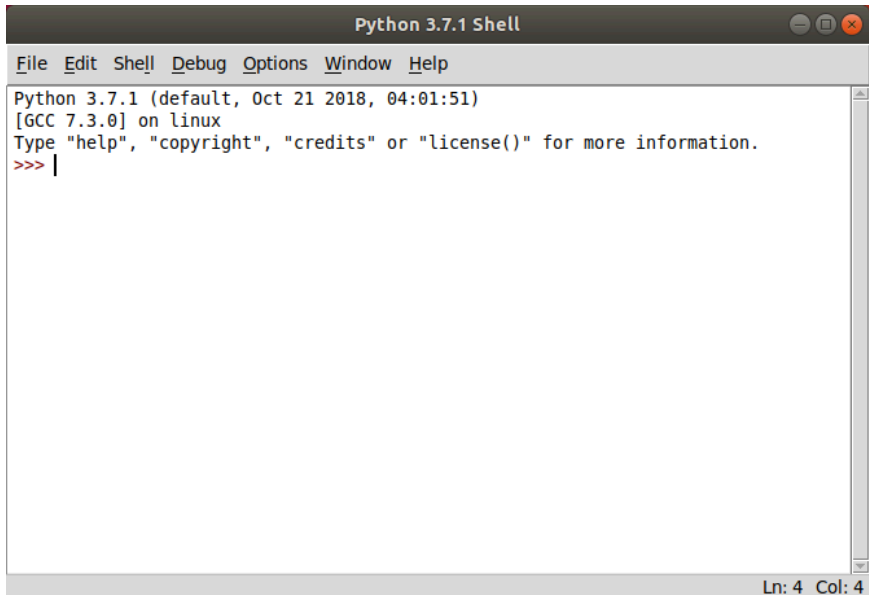 Python 3.7.1 Shell
File Edit Shell Debug Options Window Help
Python 3.7.1 (default, Oct 21 2018, 04:01:51)
[GCC 7.3.0] on linux
Type "help", "copyright", "credits" or "license()" for more information.
>>>
Ln: 4 Col: 4